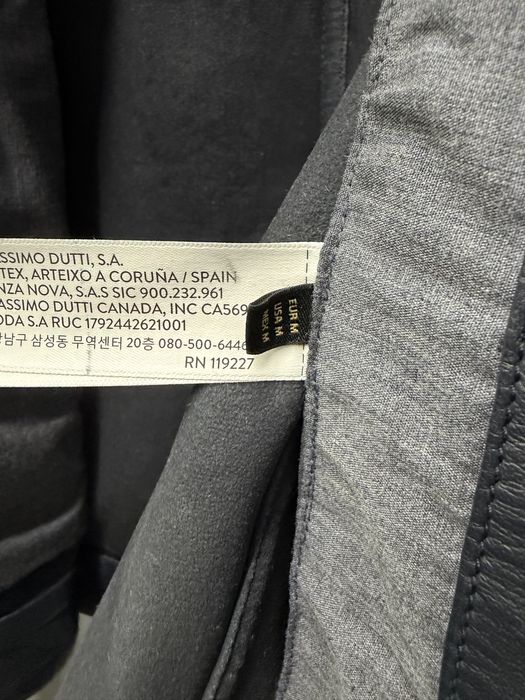 SSIMO DUTTI, S.A.
TEX, ARTEIXO A CORUÑA / SPAIN
NZA NOVA, S.A.S SIC 900.232.961
ASSIMO DUTTI CANADA, INC CA569
ODA S.A RUC 1792442621001
남구 삼성동 무역센터 20층 080-500-6446
RN 119227
EUR M
USA M
MEX M